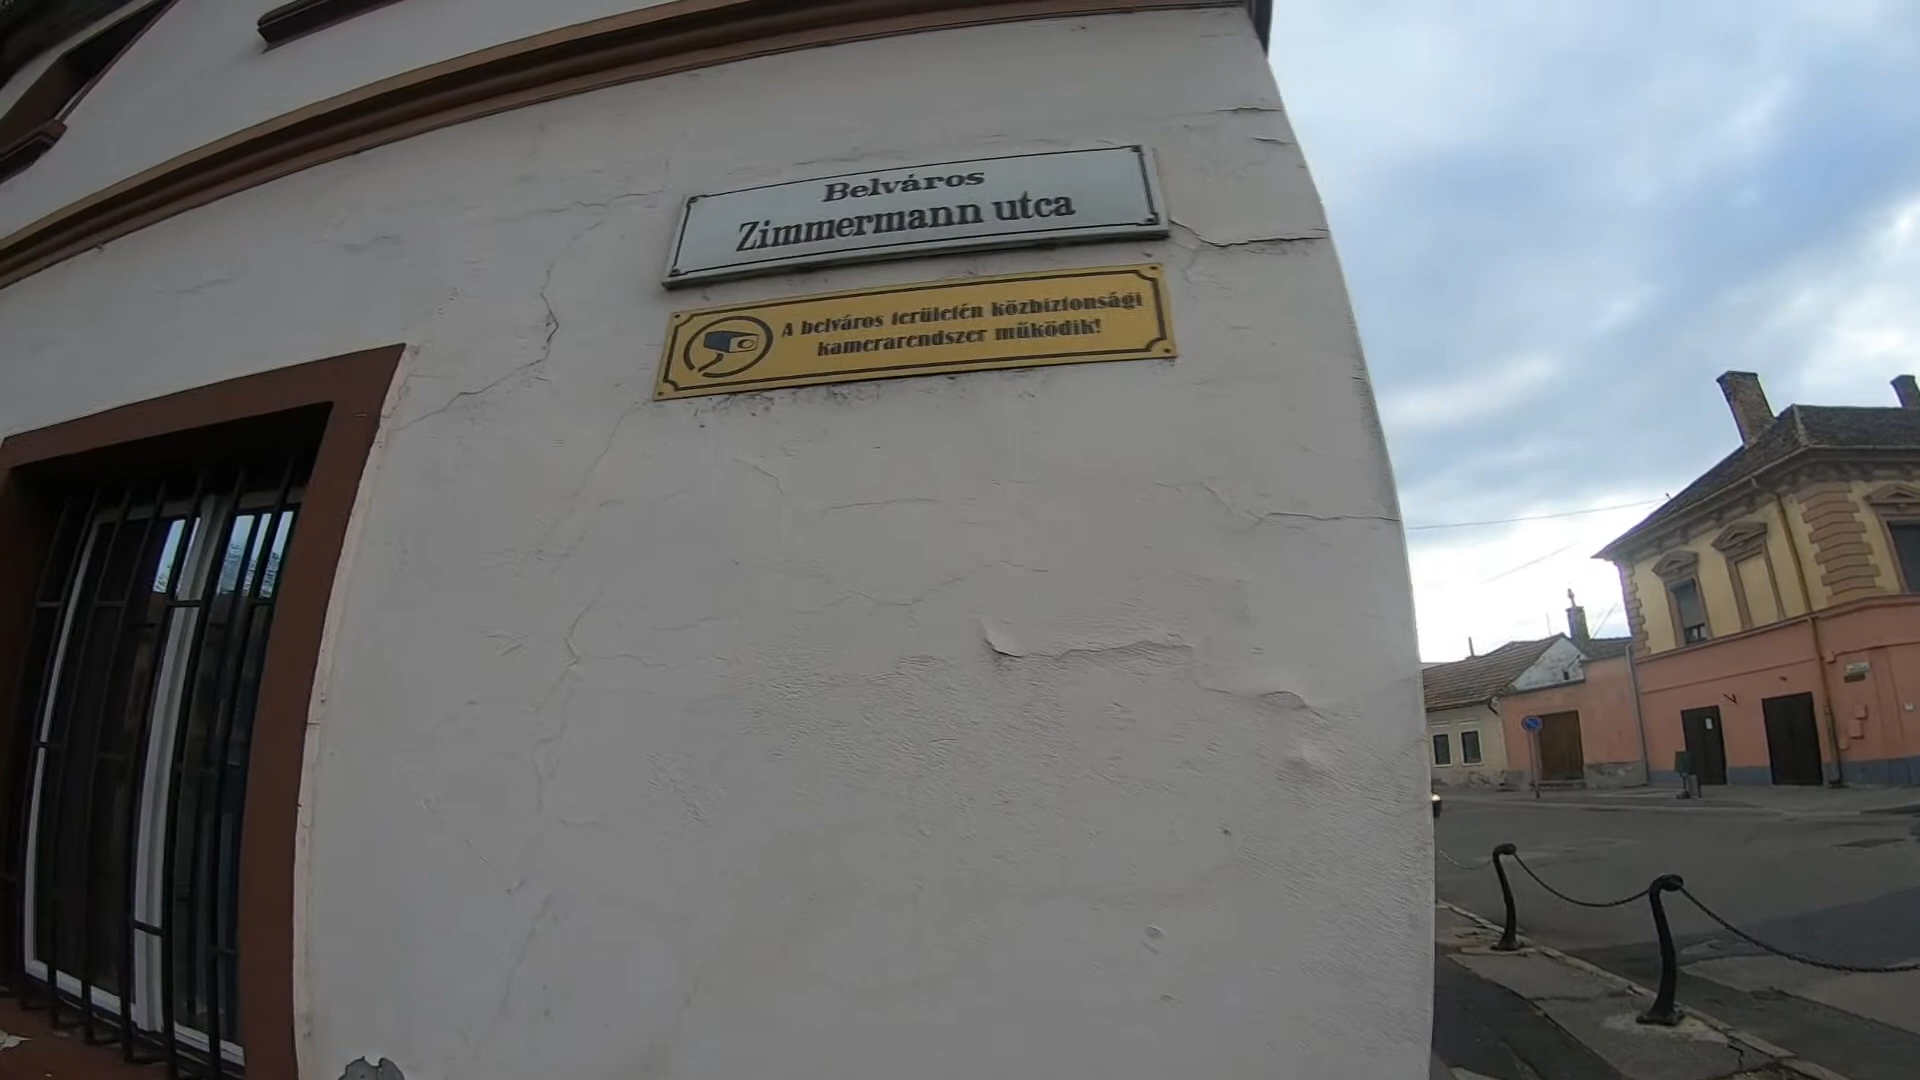 Belváros
Zimmermann utca
A belváros területén közbiztonsági
kamerarendszer működik!